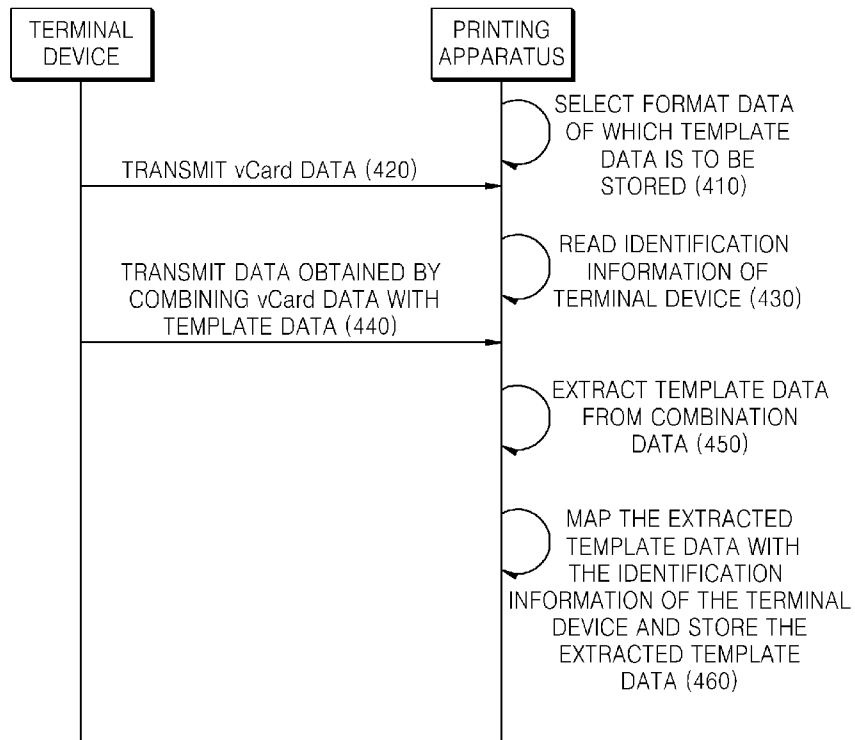 TERMINAL
DEVICE
PRINTING
APPARATUS
SELECT FORMAT DATA
OF WHICH TEMPLATE
DATA IS TO BE
STORED (410)
TRANSMIT vCard DATA (420)
READ IDENTIFICATION
INFORMATION OF
TERMINAL DEVICE (430)
TRANSMIT DATA OBTAINED BY
COMBINING vCard DATA WITH
TEMPLATE DATA (440)
EXTRACT TEMPLATE DATA
FROM COMBINATION
DATA (450)
MAP THE EXTRACTED
TEMPLATE DATA WITH
THE IDENTIFICATION
INFORMATION OF THE TERMINAL
DEVICE AND STORE THE
EXTRACTED TEMPLATE
DATA (460)